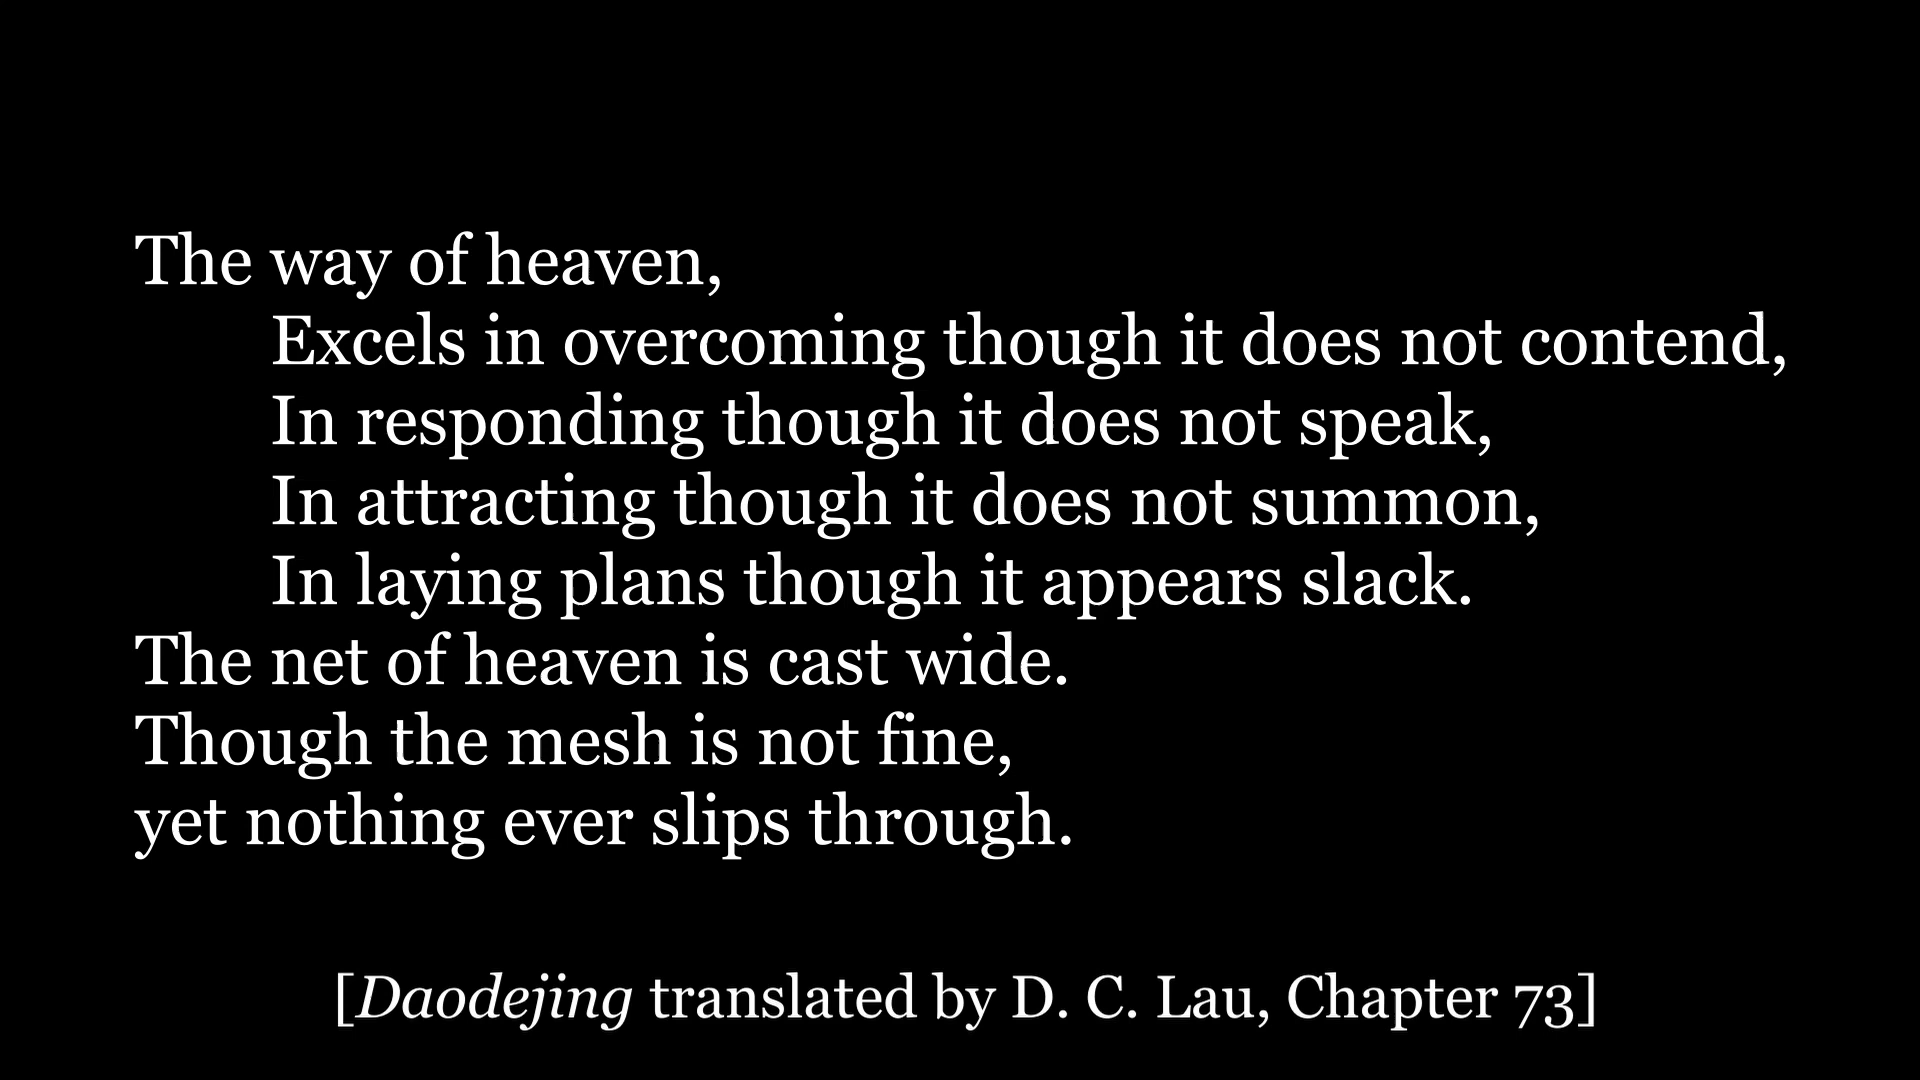 The way of heaven,
Excels in overcoming though it does not contend,
In responding though it does not speak,
In attracting though it does not summon,
In laying plans though it appears slack.
The net of heaven is cast wide.
Though the mesh is not fine,
yet nothing ever slips through.
[Daodejing translated by D. C. Lau, Chapter 73]